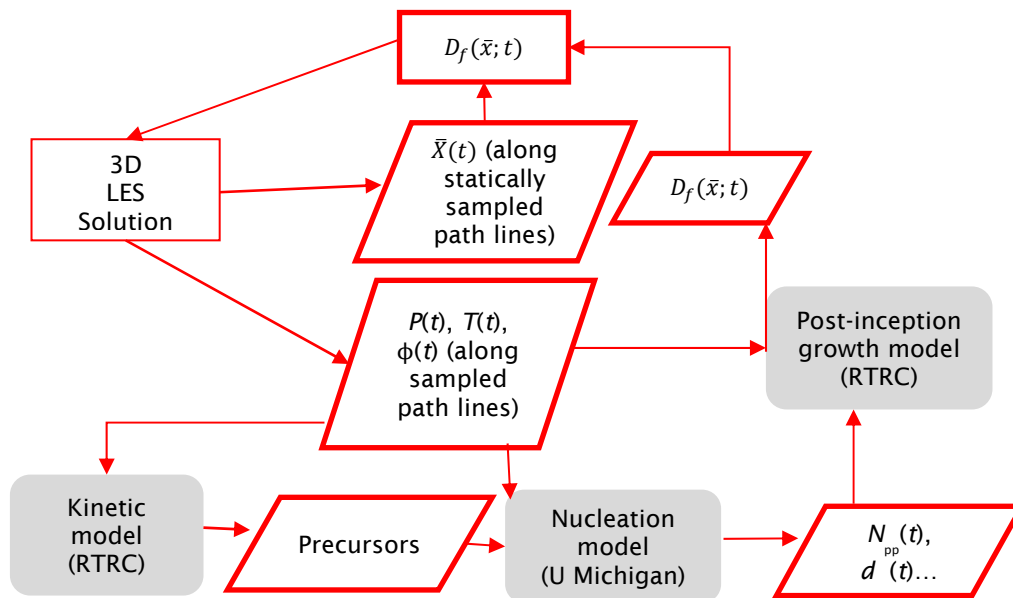 D_f(x̄; t)
X̄(t) (along
statically
sampled
path lines)
3D
LES
Solution
D_f(x̄; t)
P(t), T(t),
ϕ(t) (along
sampled
path lines)
Post-inception
growth model
(RTRC)
Kinetic
model
(RTRC)
Precursors
Nucleation
model
(U Michigan)
N_pp(t),
d (t)…